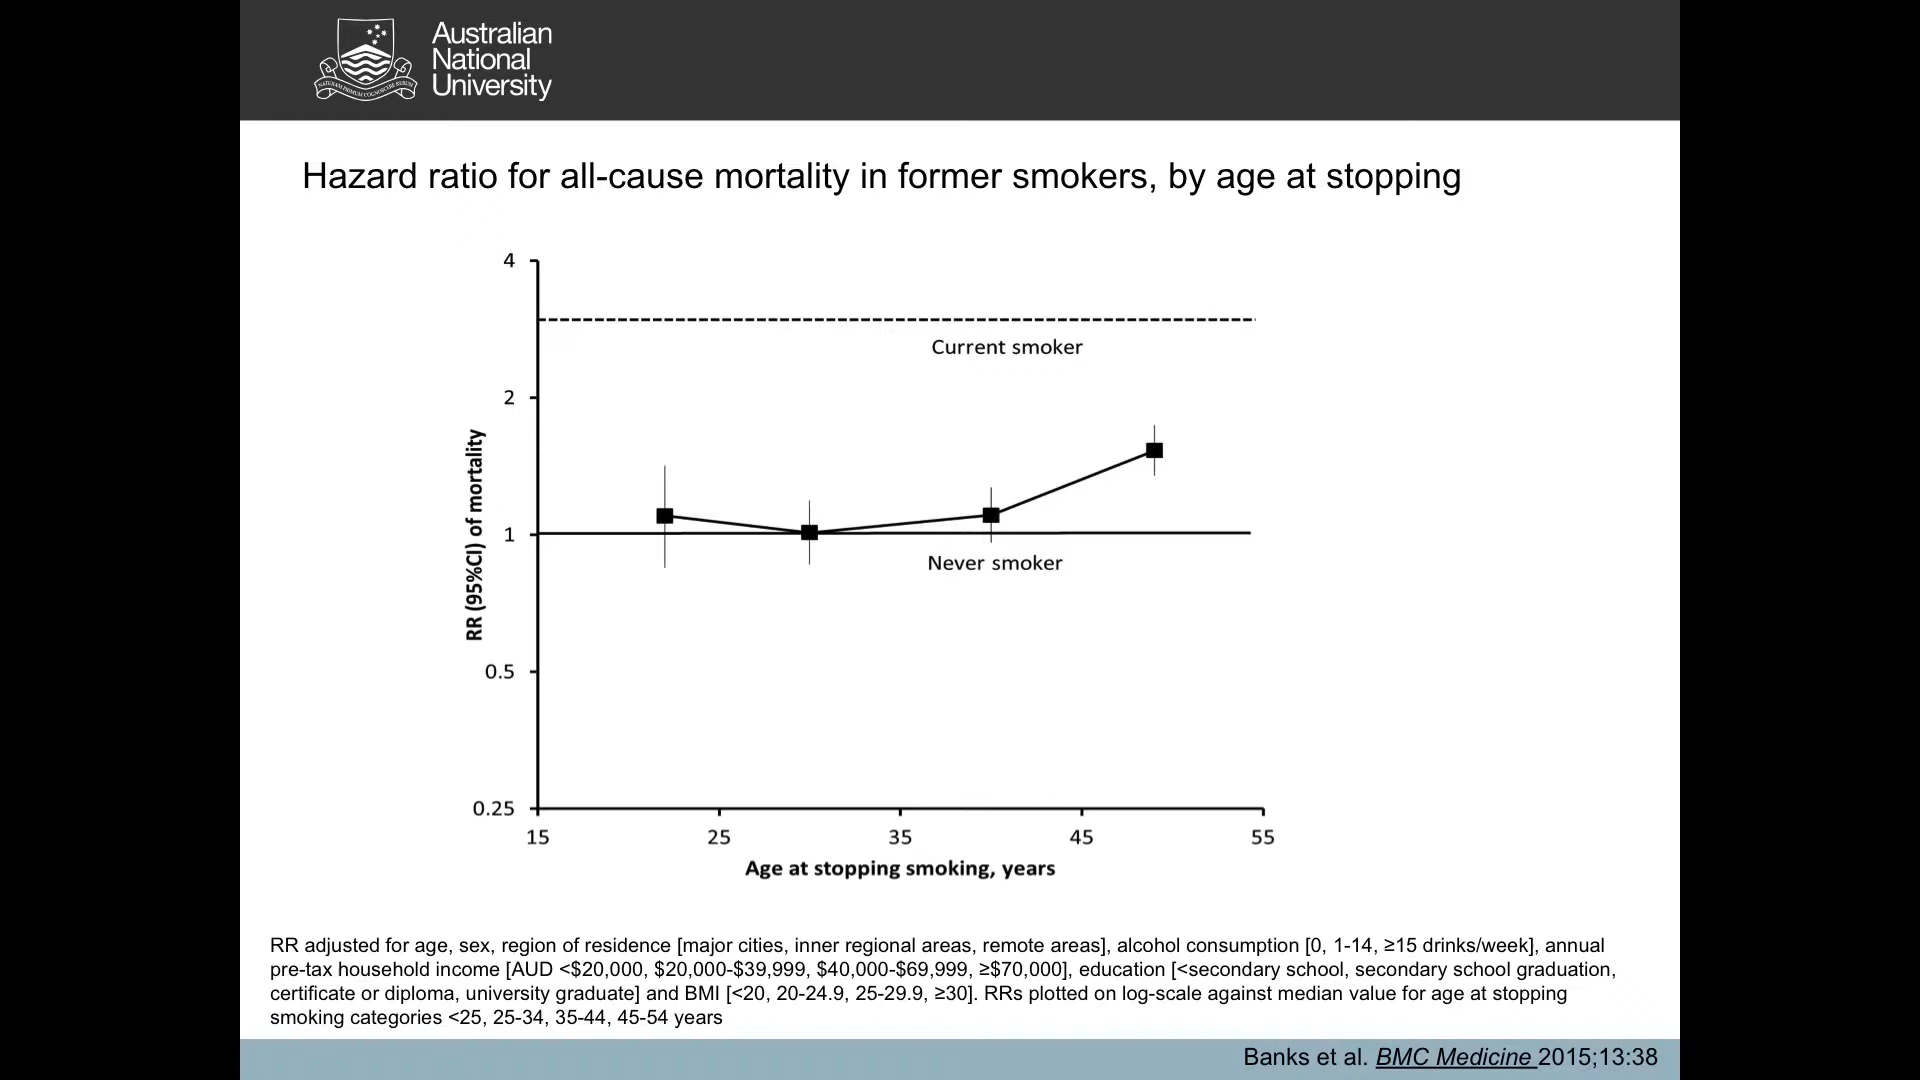 Australian
National
University
NATURAM PRIMUM COGNOSCERE RERUM
Hazard ratio for all-cause mortality in former smokers, by age at stopping
4
Current smoker
2
RR (95%CI) of mortality
1
Never smoker
0.5
0.25
15 25 35 45 55
Age at stopping smoking, years
RR adjusted for age, sex, region of residence [major cities, inner regional areas, remote areas], alcohol consumption [0, 1-14, ≥15 drinks/week], annual
pre-tax household income [AUD <$20,000, $20,000-$39,999, $40,000-$69,999, ≥$70,000], education [<secondary school, secondary school graduation,
certificate or diploma, university graduate] and BMI [<20, 20-24.9, 25-29.9, ≥30]. RRs plotted on log-scale against median value for age at stopping
smoking categories <25, 25-34, 35-44, 45-54 years
Banks et al. BMC Medicine 2015;13:38